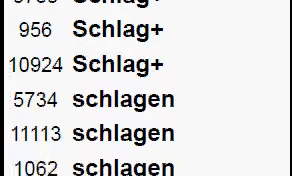 956 Schlag+
10924 Schlag+
5734 schlagen
11113 schlagen
1062 schlagen